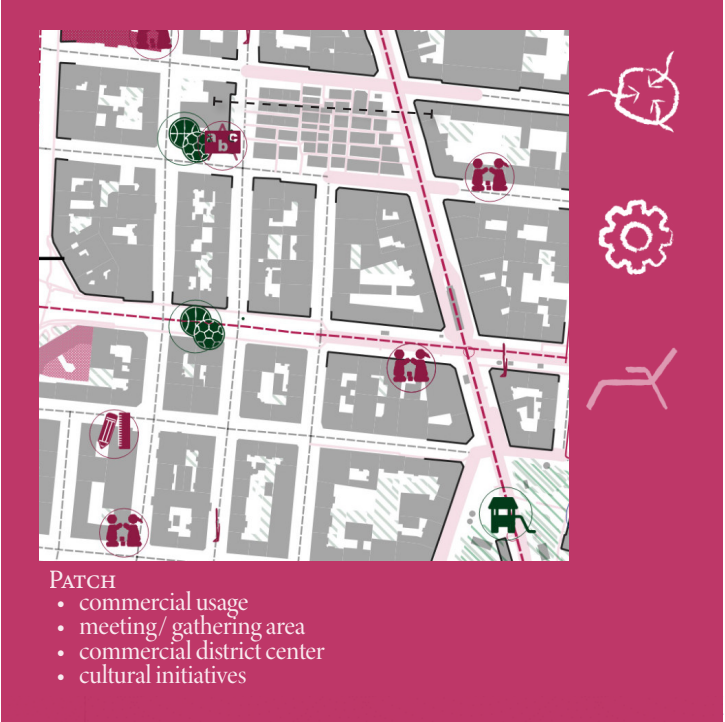 a c
b
PATCH
• commercial usage
• meeting/ gathering area
• commercial district center
• cultural initiatives